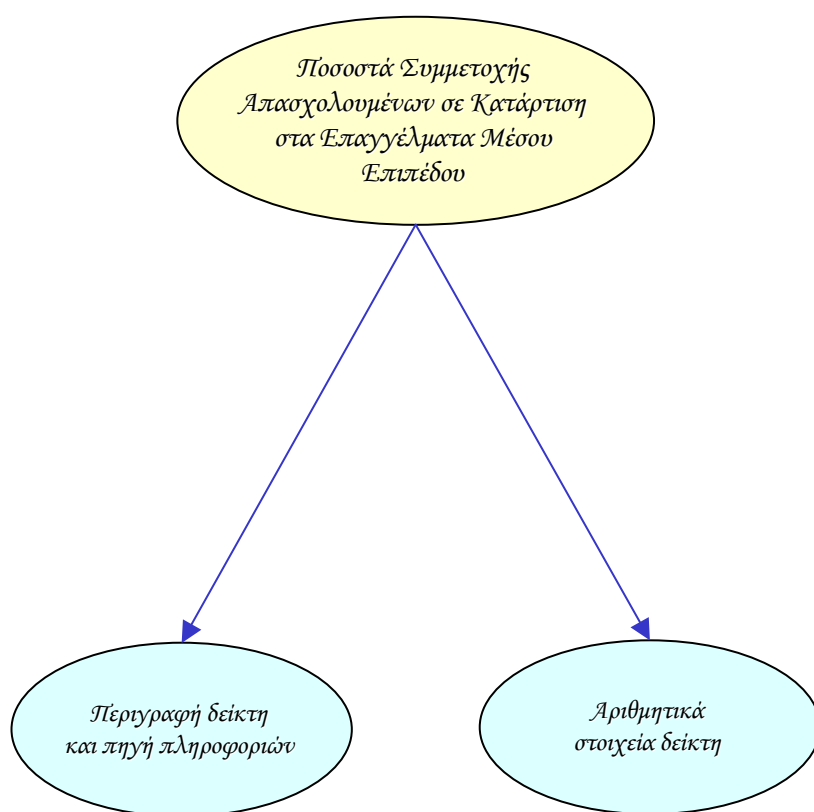 Ποσοστά Συμμετοχής
Απασχολουμένων σε Κατάρτιση
στα Επαγγέλματα Μέσου
Επιπέδου
Περιγραφή δείκτη
και πηγή πληροφοριών
Αριθμητικά
στοιχεία δείκτη